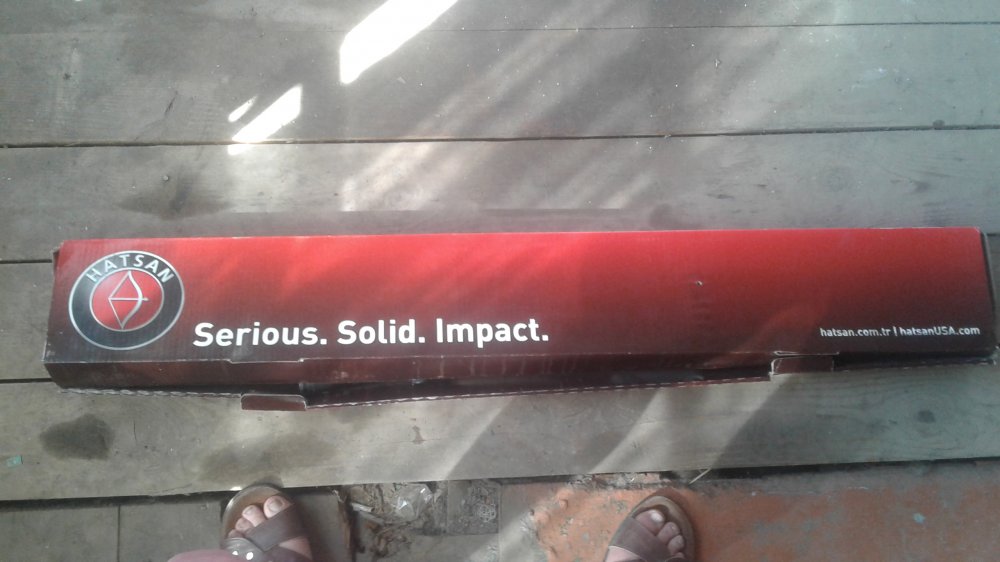 HATSAN
Serious. Solid. Impact.
hatsan.com.tr | hatsanUSA.com